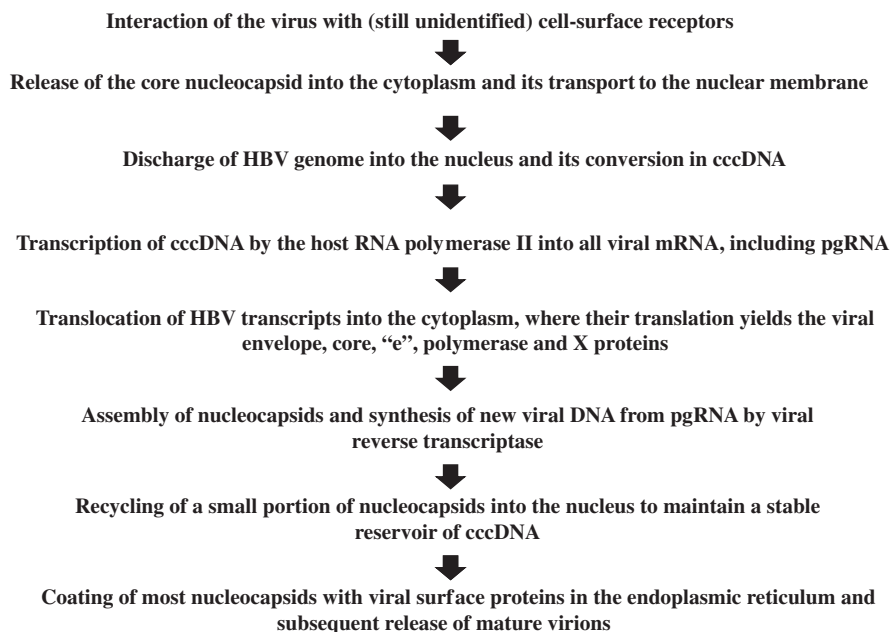 Interaction of the virus with (still unidentified) cell-surface receptors
Release of the core nucleocapsid into the cytoplasm and its transport to the nuclear membrane
Discharge of HBV genome into the nucleus and its conversion in cccDNA
Transcription of cccDNA by the host RNA polymerase II into all viral mRNA, including pgRNA
Translocation of HBV transcripts into the cytoplasm, where their translation yields the viral
envelope, core, “e”, polymerase and X proteins
Assembly of nucleocapsids and synthesis of new viral DNA from pgRNA by viral
reverse transcriptase
Recycling of a small portion of nucleocapsids into the nucleus to maintain a stable
reservoir of cccDNA
Coating of most nucleocapsids with viral surface proteins in the endoplasmic reticulum and
subsequent release of mature virions